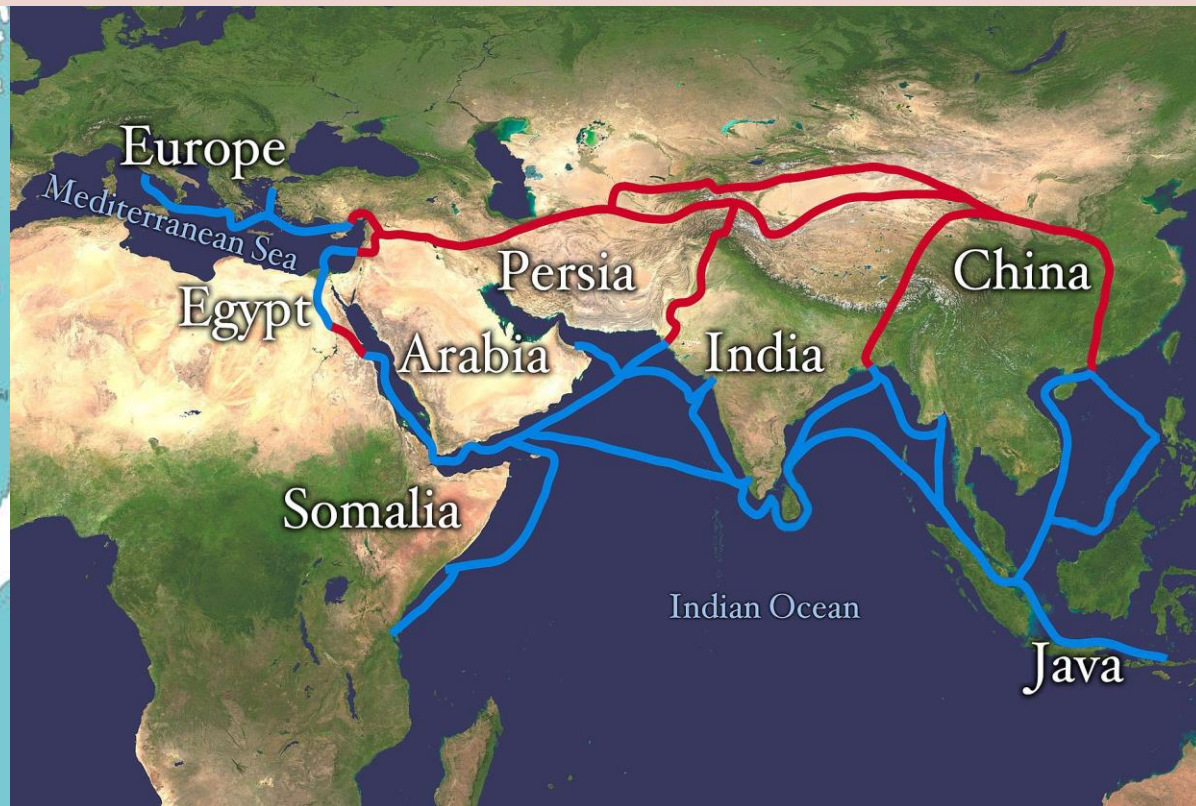 Europe
Mediterranean Sea
Egypt
Persia
China
Arabia
India
Somalia
Indian Ocean
Java